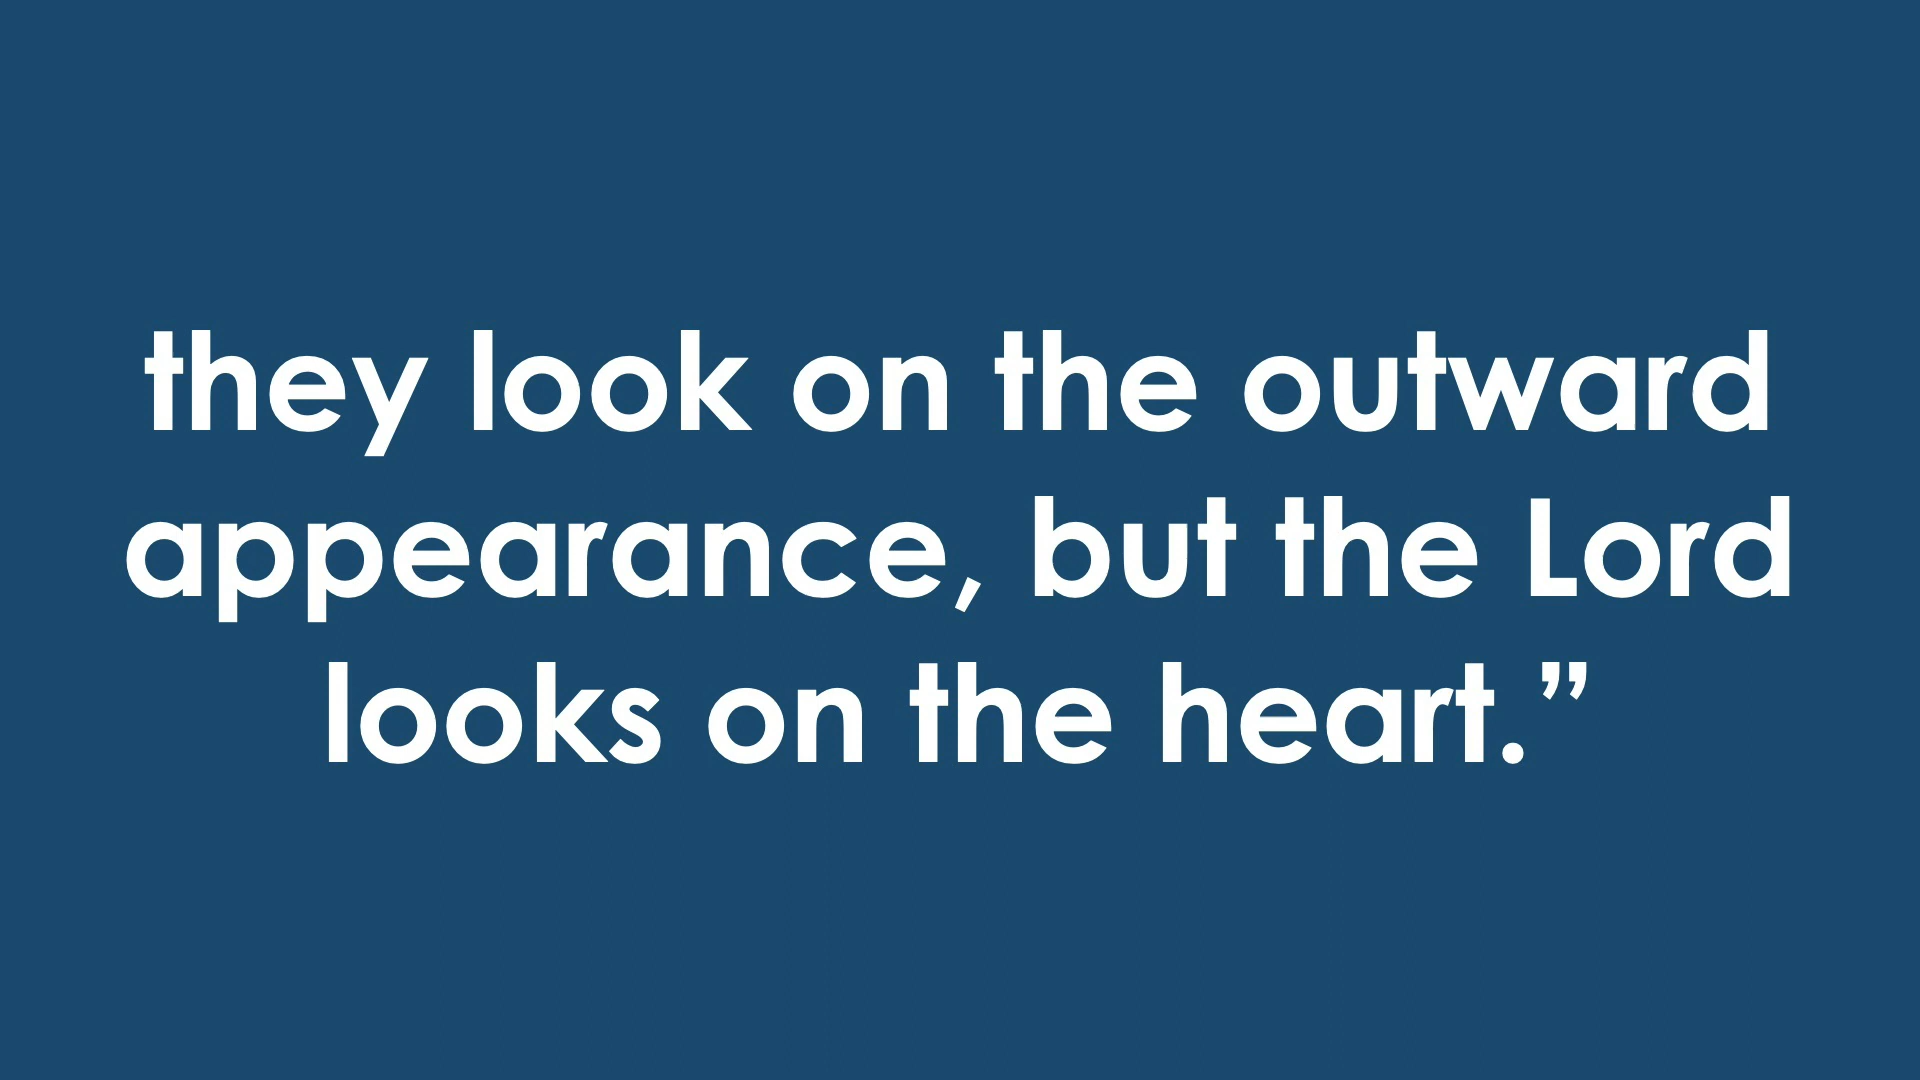 they look on the outward
appearance, but the Lord
looks on the heart.”